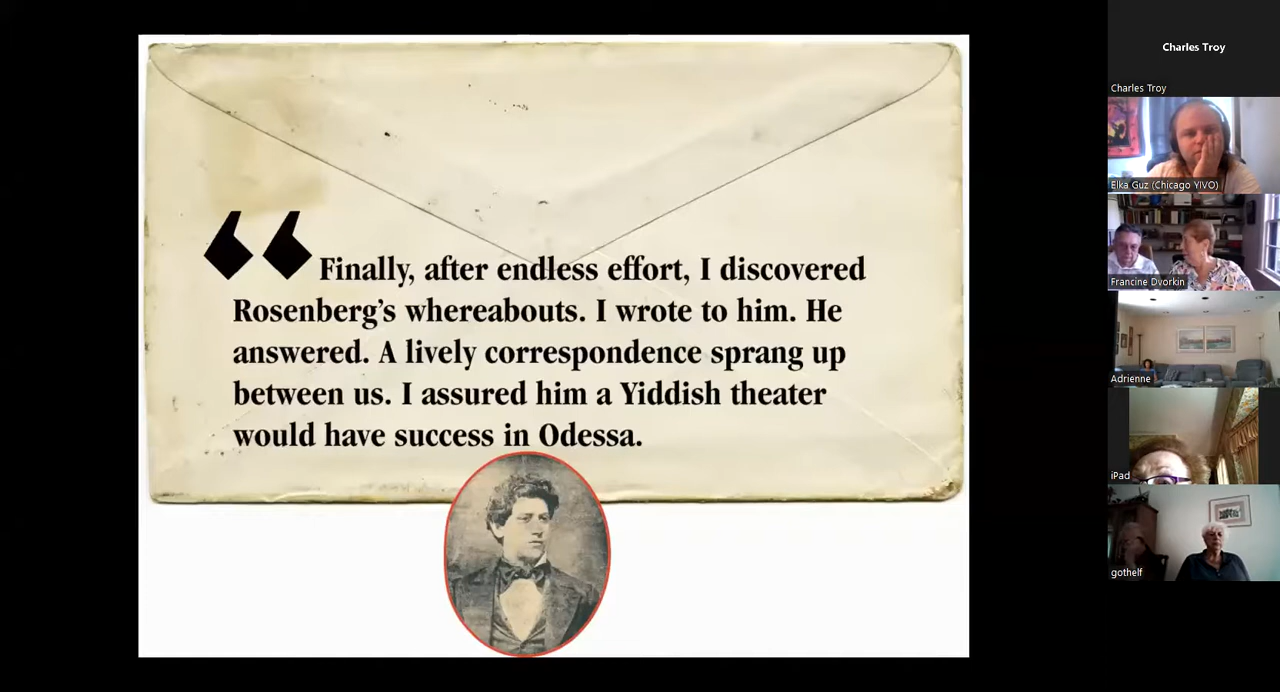 “ Finally, after endless effort, I discovered
Rosenberg’s whereabouts. I wrote to him. He
answered. A lively correspondence sprang up
between us. I assured him a Yiddish theater
would have success in Odessa.
Charles Troy
Charles Troy
Elka Guz (Chicago YIVO)
Francine Dvorkin
Adrienne
iPad
gothelf